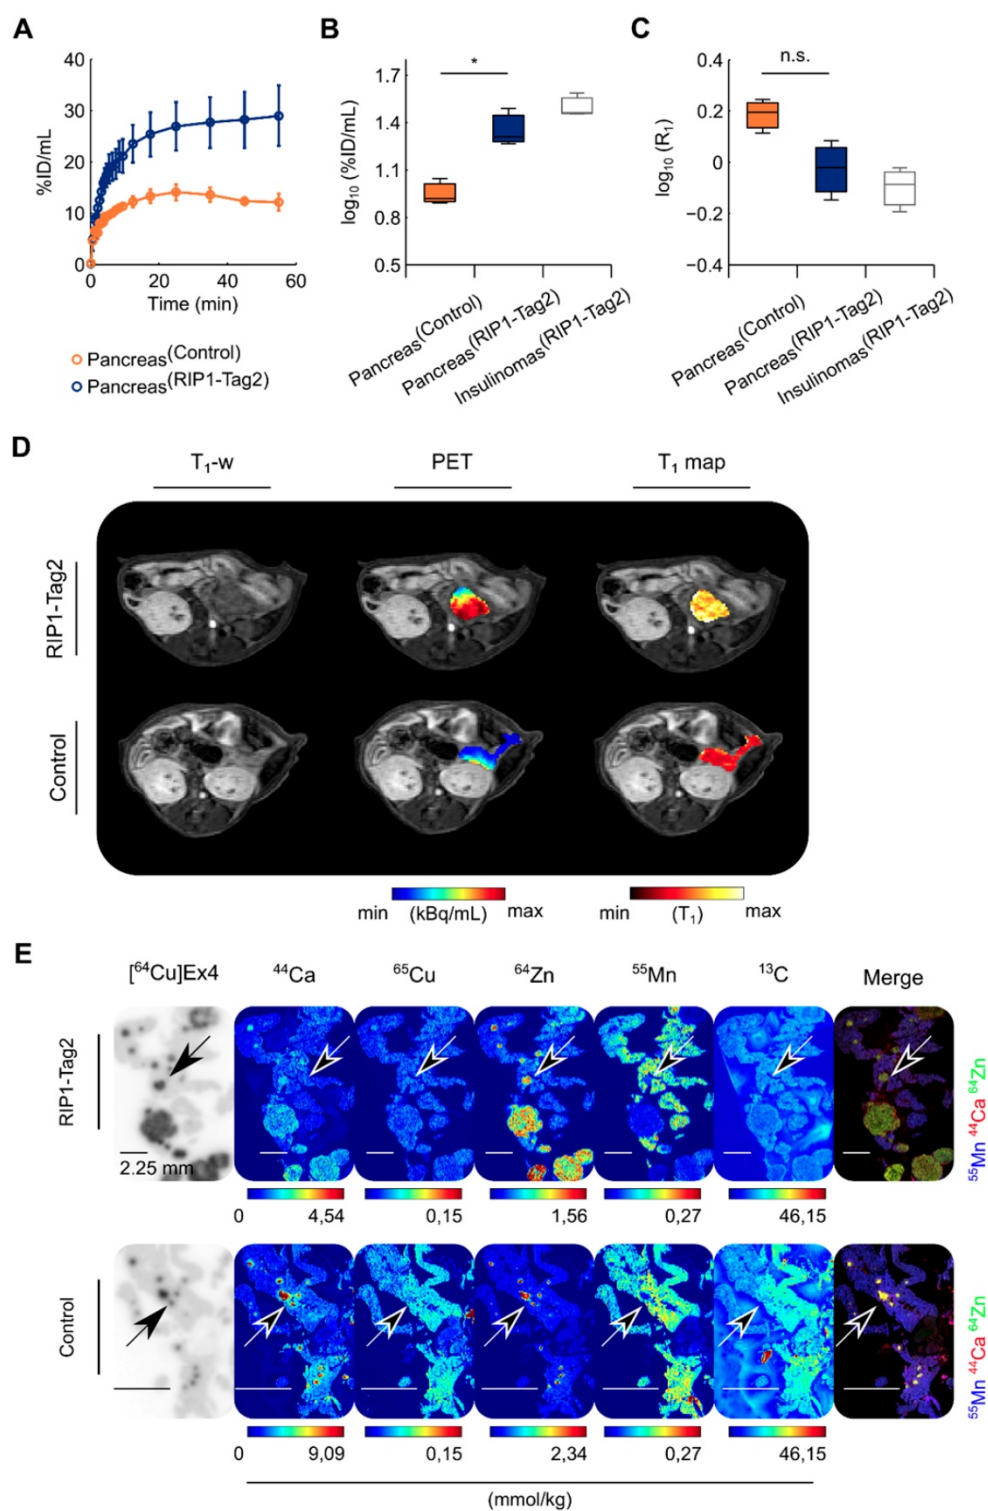 A
B
C
40
30
20
10
0
%ID/mL
0 20 40 60
Time (min)
Pancreas(Control)
Pancreas(RIP1-Tag2)
*
1.7
1.4
1.1
0.8
0.5
log10 (%ID/mL)
Pancreas(Control)
Pancreas(RIP1-Tag2)
Insulinomas(RIP1-Tag2)
n.s.
0.4
0.2
0
−0.2
−0.4
log10 (R1)
Pancreas(Control)
Pancreas(RIP1-Tag2)
Insulinomas(RIP1-Tag2)
D
T1-w PET T1 map
RIP1-Tag2
Control
min (kBq/mL) max
min (T1) max
E
[64Cu]Ex4 44Ca 65Cu 64Zn 55Mn 13C Merge
RIP1-Tag2
2.25 mm
55Mn 44Ca 64Zn
0 4,54 0,15 1,56 0,27 46,15
Control
55Mn 44Ca 64Zn
0 9,09 0,15 2,34 0,27 46,15
(mmol/kg)